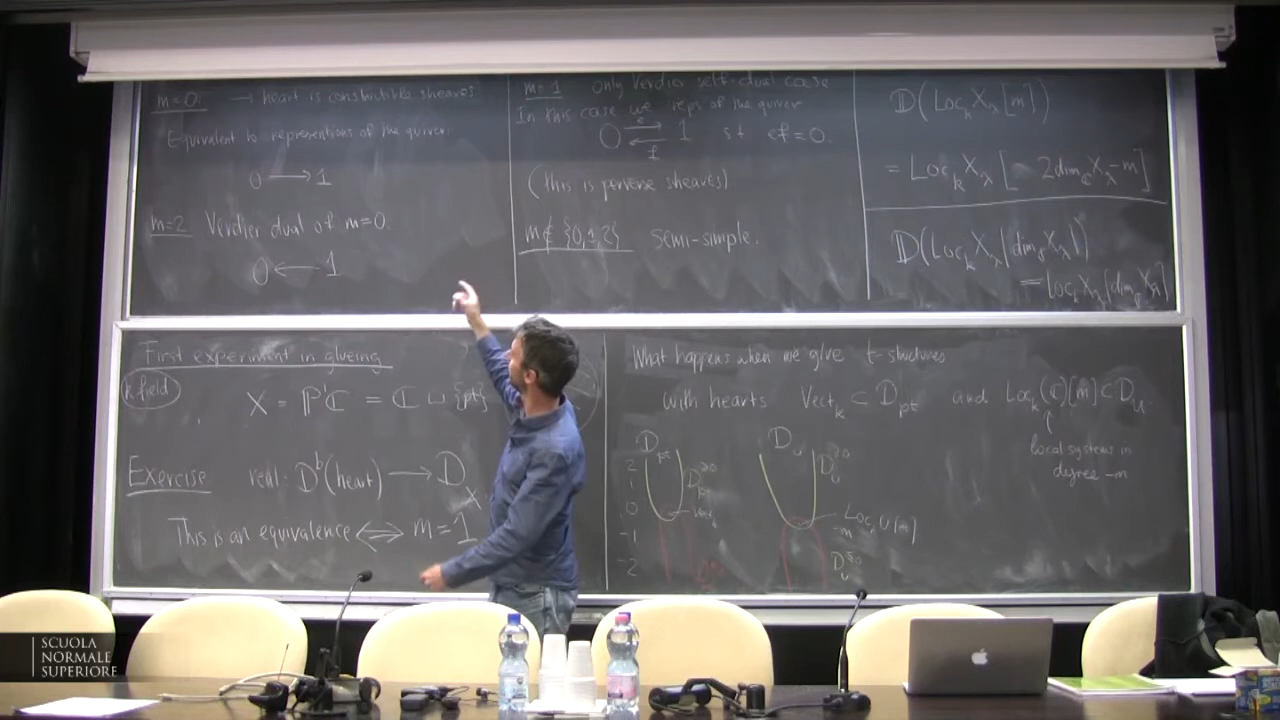 m=0: → heart is constructible sheaves.
Equivalent to representations of the quiver:
0 → 1
m=2 Verdier dual of m=0.
0 ← 1
m=1 only Verdier self-dual case
In this case we reps of the quiver
e
0 ⇄ 1 s.t ef=0.
f
(this is perverse sheaves)
m∉{0,1,2} semi-simple.
𝔻(Loc_k X_λ[m])
= Loc_k X_λ[2dim_ℂ X_λ-m]
𝔻(Loc_k X_λ[dim_ℂ X_λ])
= Loc_k X_λ[dim_ℂ X_λ]
First experiment in glueing
k field
X = ℙ¹ℂ = ℂ ⊔ {pt}
Exercise real: D^b(heart) → D_X
This is an equivalence ⟺ m=1
What happens when we glue t-structures
with hearts Vect_k ⊂ D_pt and Loc_k(ℂ)[m] ⊂ D_U.
local systems in
degree -m
D_pt D_U
2
1 D_pt^≥0 D_U^≥0
0 Vect_k Loc_k U[m]
-1 -m
-2 D_U^≤0
SCUOLA
NORMALE
SUPERIORE